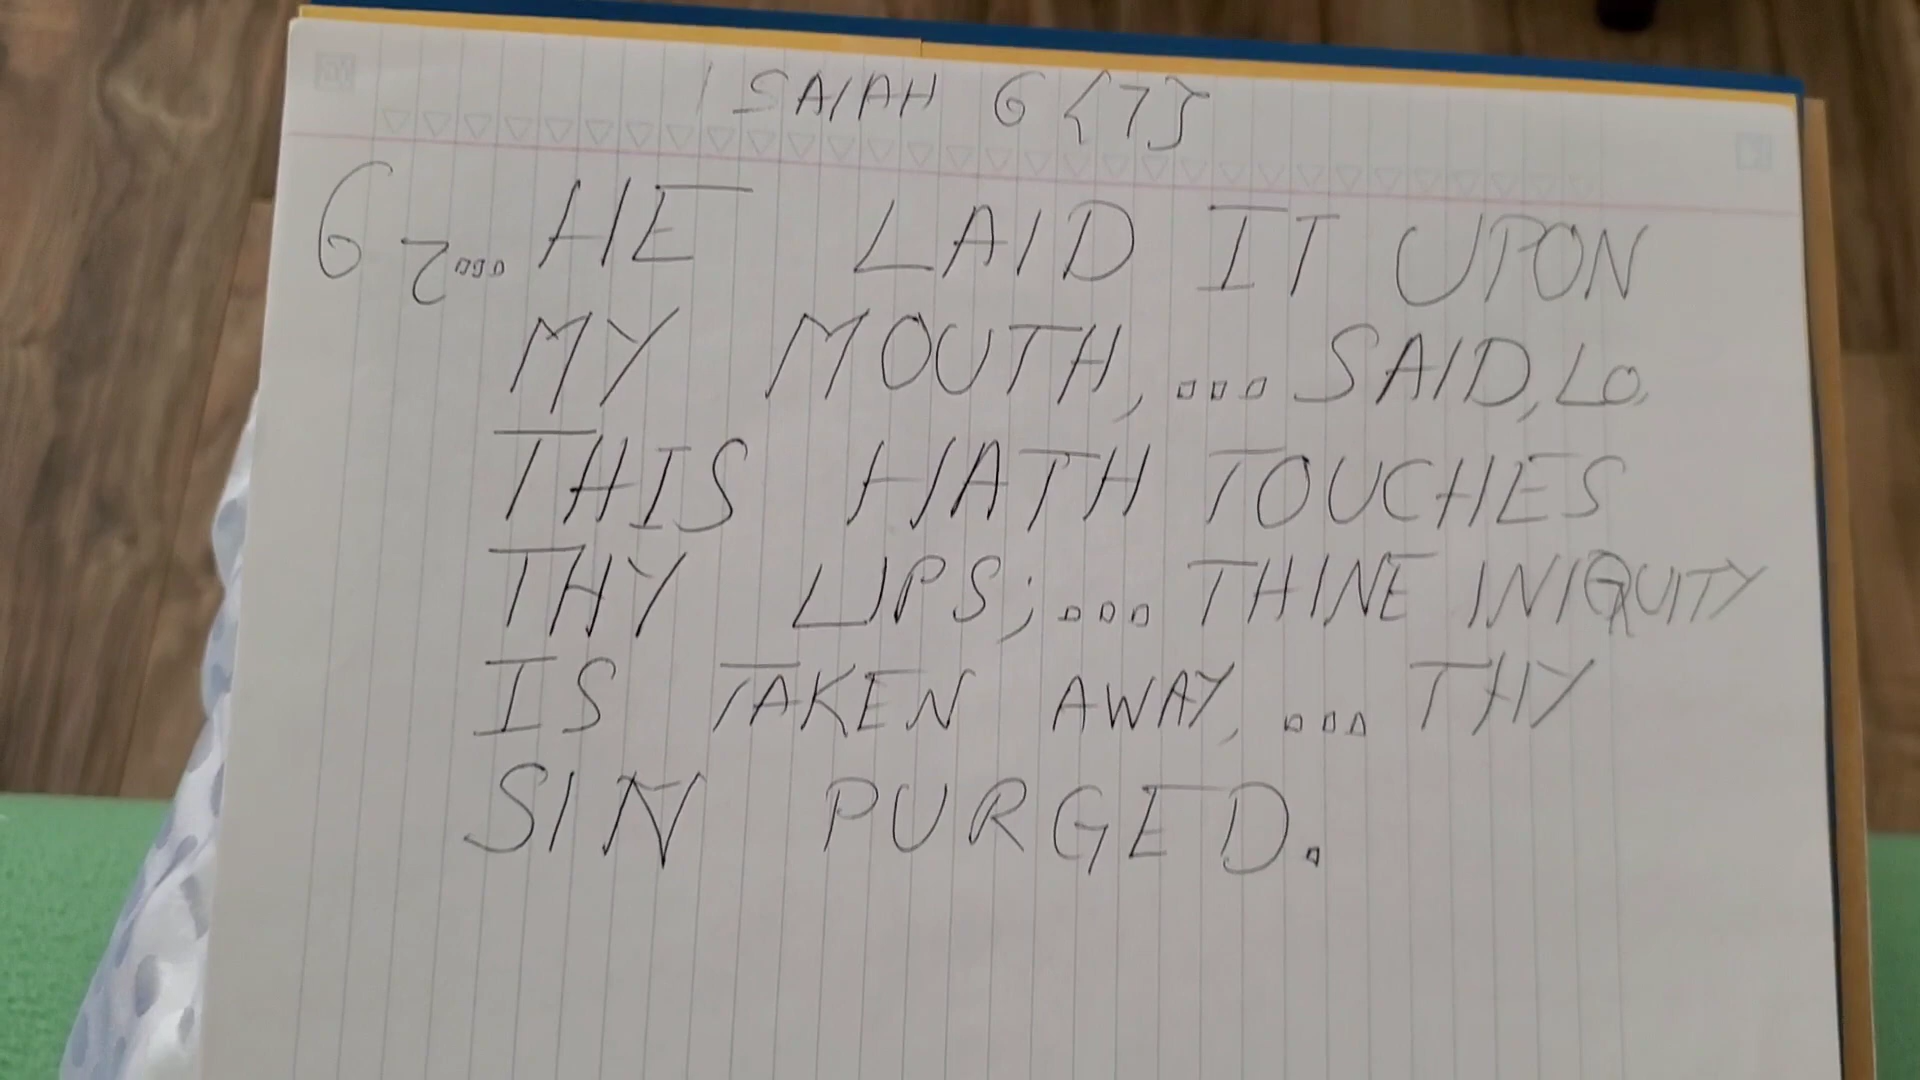 ISAIAH 6 {7}
6 7... HE LAID IT UPON
MY MOUTH, ... SAID, LO,
THIS HATH TOUCHES
THY LIPS; ... THINE INIQUITY
IS TAKEN AWAY, ... THY
SIN PURGED.